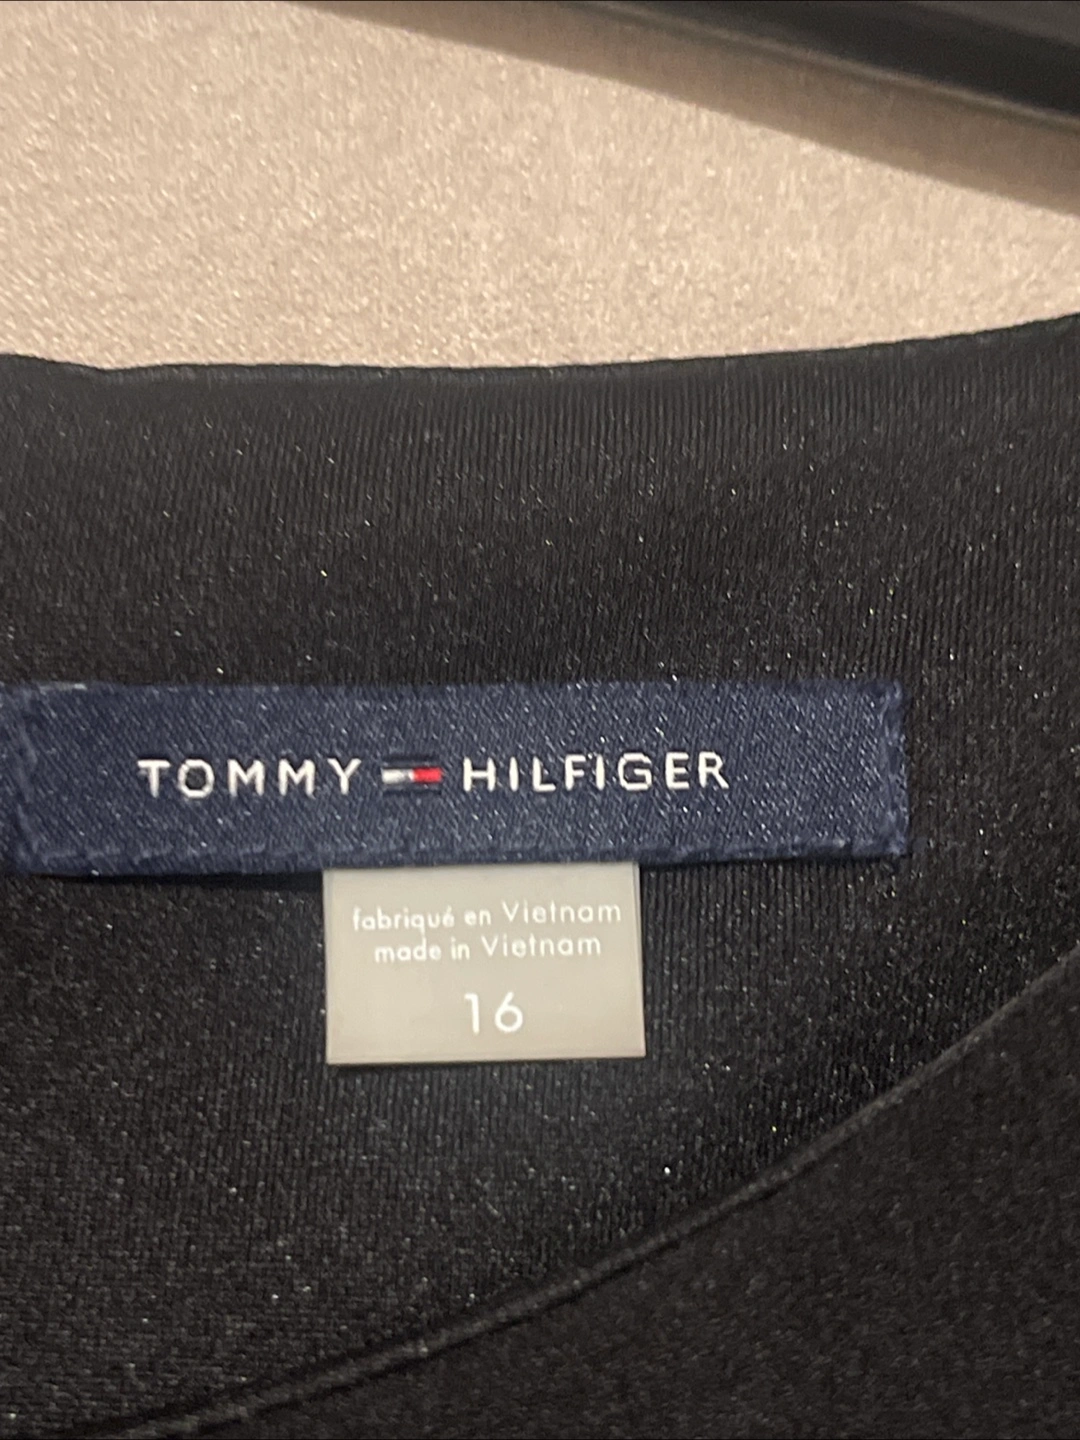 TOMMY HILFIGER
fabriqué en Vietnam
made in Vietnam
16